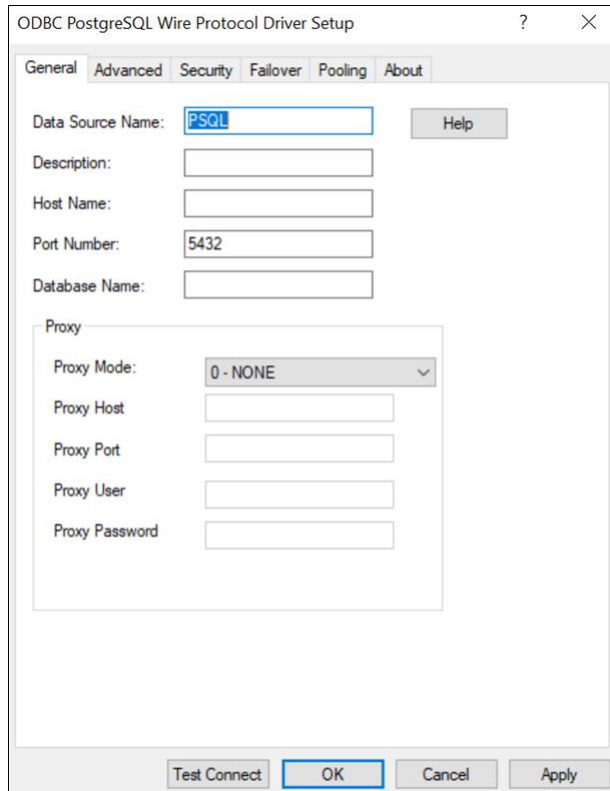 ODBC PostgreSQL Wire Protocol Driver Setup ?
General Advanced Security Failover Pooling About
Data Source Name: PSQL Help
Description:
Host Name:
Port Number: 5432
Database Name:
Proxy
Proxy Mode: 0 - NONE
Proxy Host
Proxy Port
Proxy User
Proxy Password
Test Connect OK Cancel Apply